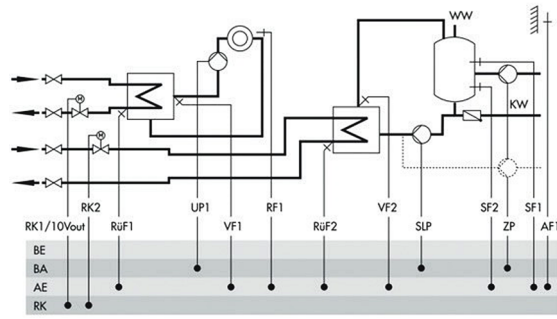 WW
M
M
KW
RK2
UP1
RF1
VF2
SF2
SF1
RK1/10Vout
RüF1
VF1
RüF2
SLP
ZP
AF1
BE
BA
AE
RK